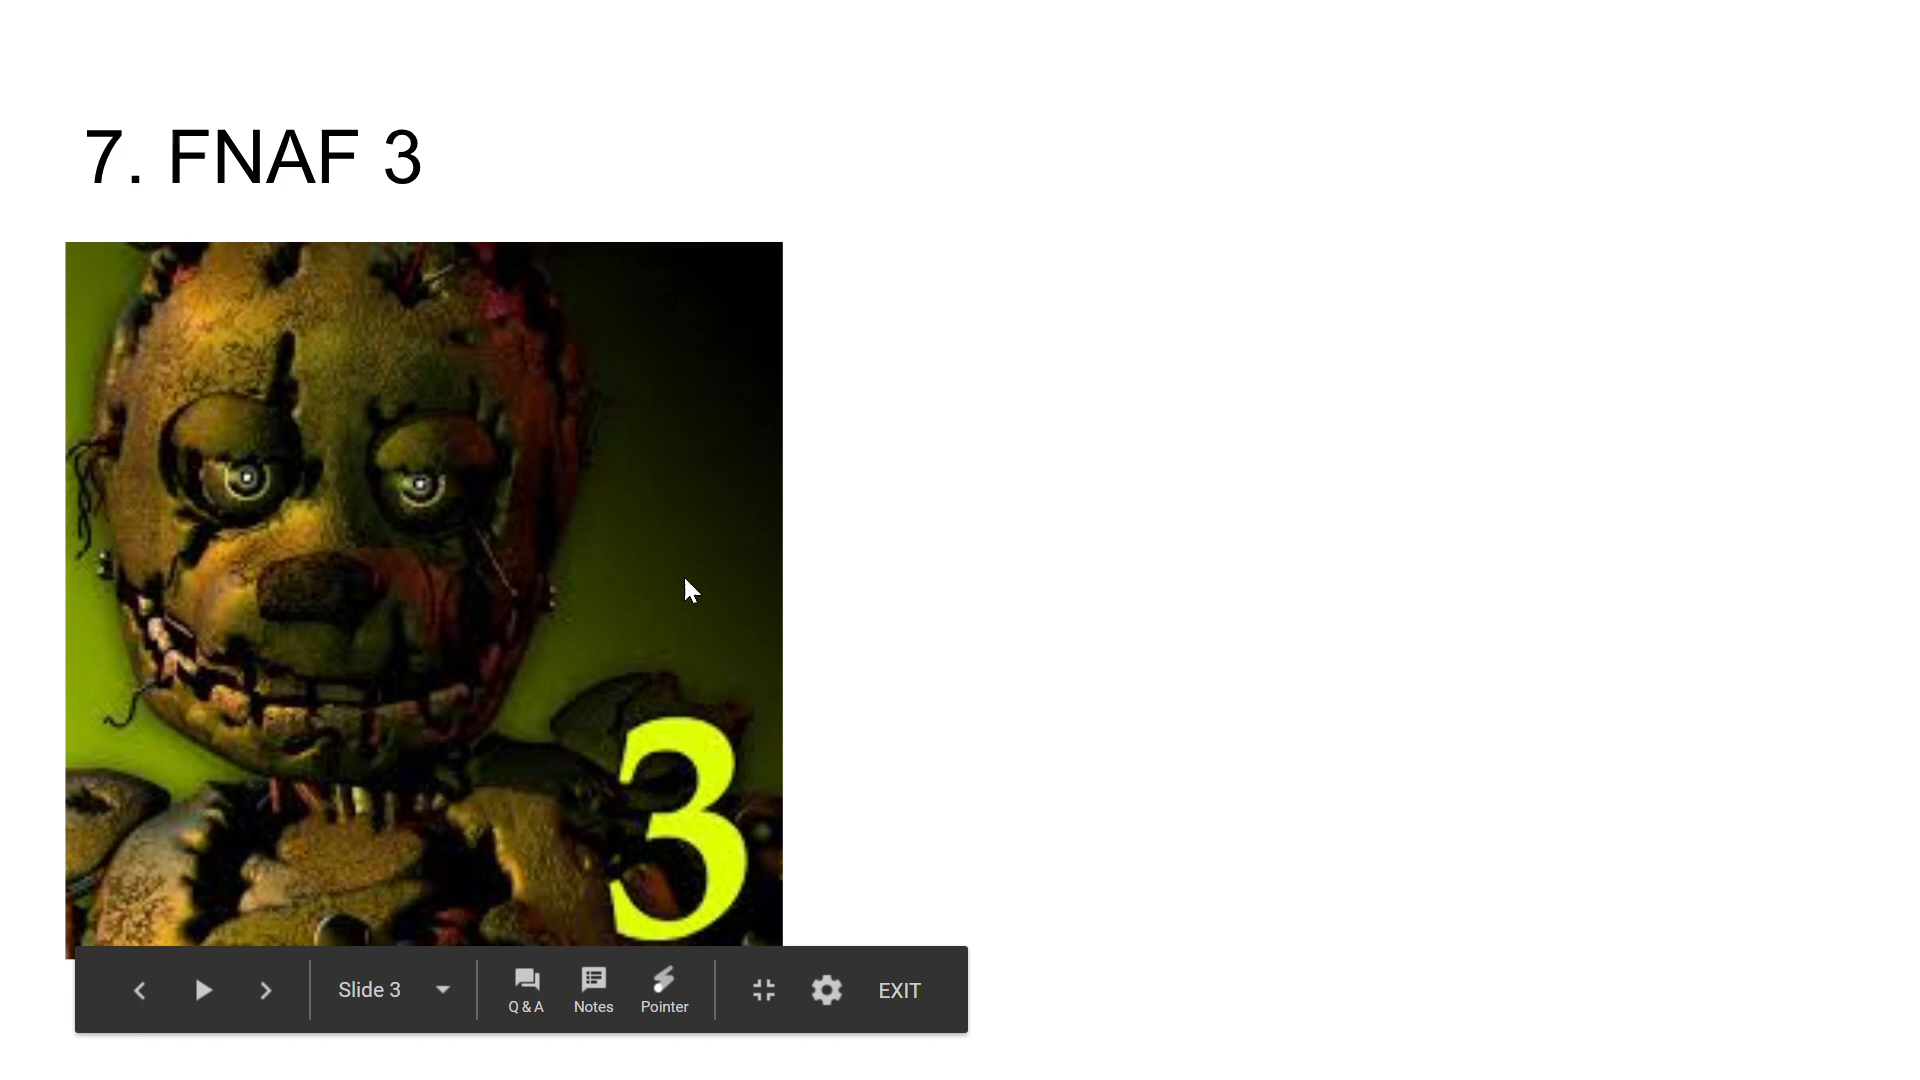 7. FNAF 3
3
Slide 3
Q & A
Notes
Pointer
EXIT